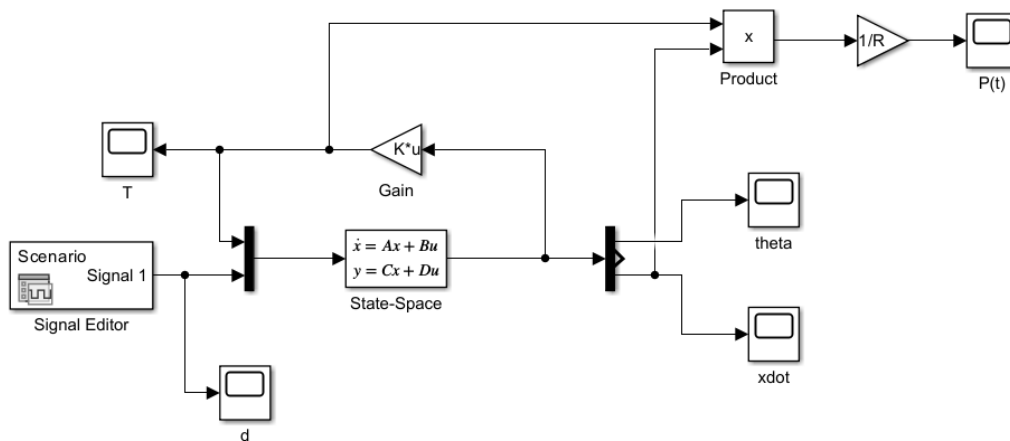 x
Product
1/R
P(t)
T
K*u
Gain
theta
Scenario
Signal 1
Signal Editor
ẋ = Ax + Bu
y = Cx + Du
State-Space
xdot
d